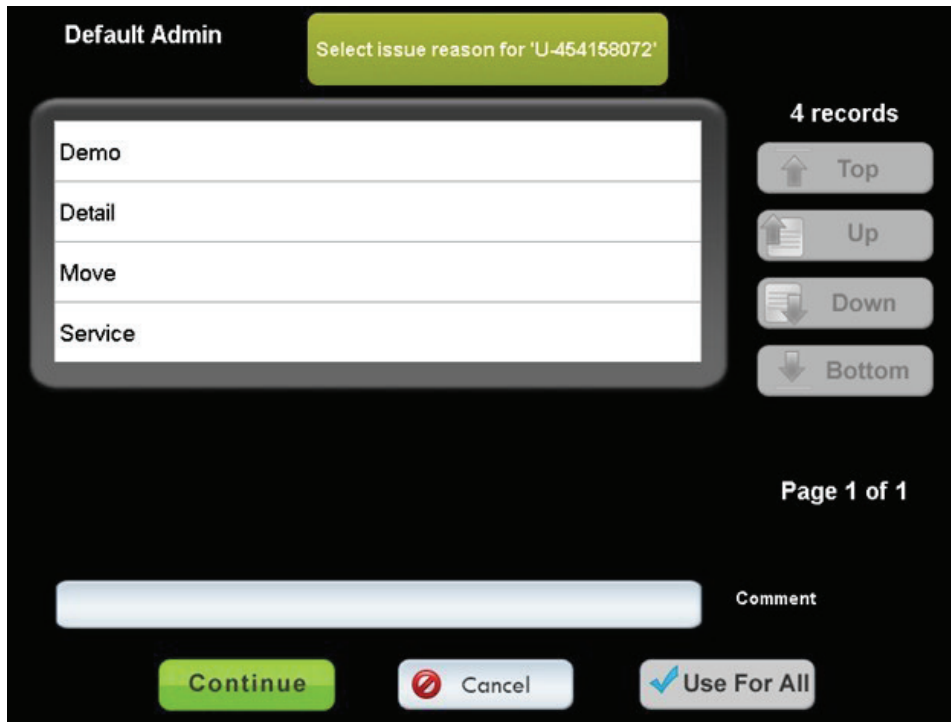 Default Admin
Select issue reason for 'U-454158072'
4 records
Demo
Detail
Move
Service
Top
Up
Down
Bottom
Page 1 of 1
Comment
Continue
Cancel
Use For All